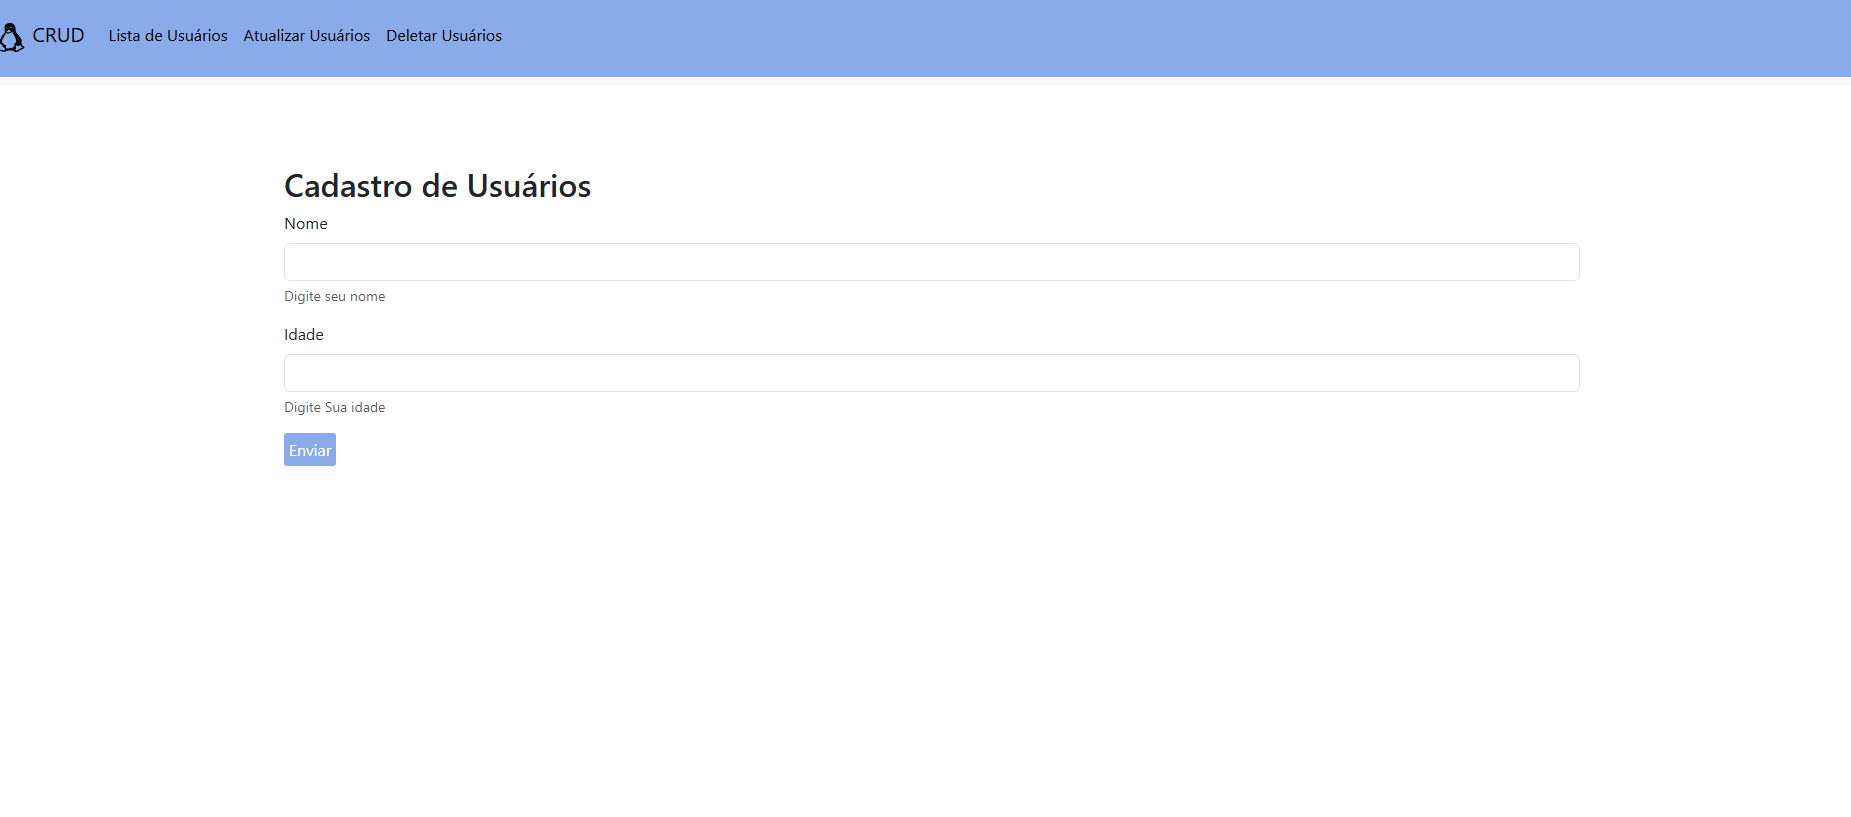 CRUD Lista de Usuários Atualizar Usuários Deletar Usuários
Cadastro de Usuários
Nome
Digite seu nome
Idade
Digite Sua idade
Enviar